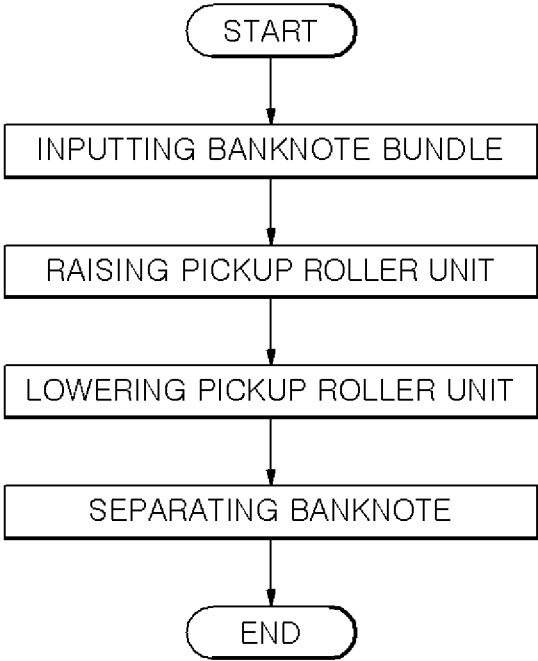 START
INPUTTING BANKNOTE BUNDLE
RAISING PICKUP ROLLER UNIT
LOWERING PICKUP ROLLER UNIT
SEPARATING BANKNOTE
END